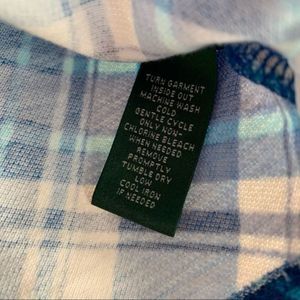 TURN GARMENT
INSIDE OUT
MACHINE WASH
COLD
GENTLE CYCLE
ONLY NON-
CHLORINE BLEACH
WHEN NEEDED
REMOVE
PROMPTLY
TUMBLE DRY
LOW
COOL IRON
IF NEEDED